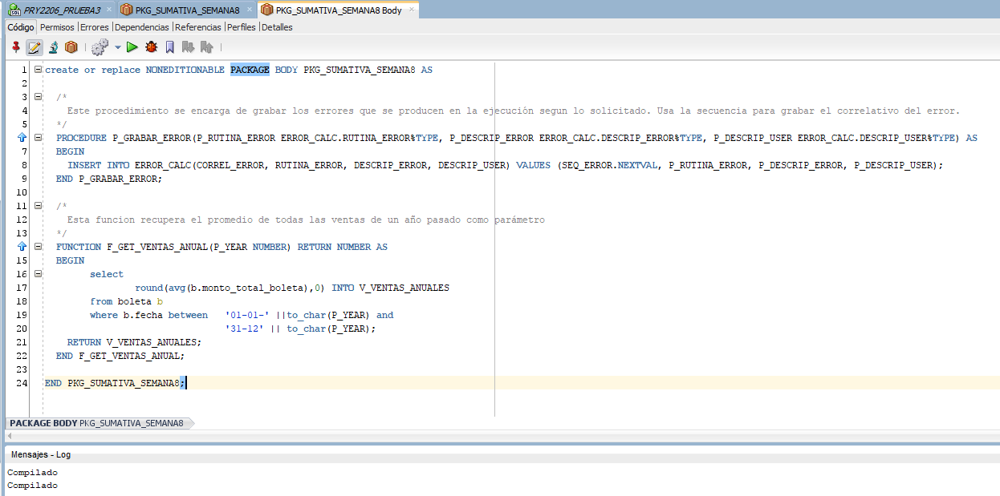 PRY2206_PRUEBA3 × PKG_SUMATIVA_SEMANA8 × PKG_SUMATIVA_SEMANA8 Body ×
Código Permisos |Errores |Dependencias |Referencias |Perfiles |Detalles
1 create or replace NONEDITIONABLE PACKAGE BODY PKG_SUMATIVA_SEMANA8 AS
2
3 /*
4 Este procedimiento se encarga de grabar los errores que se producen en la ejecución segun lo solicitado. Usa la secuencia para grabar el correlativo del error.
5 */
PROCEDURE P_GRABAR_ERROR(P_RUTINA_ERROR ERROR_CALC.RUTINA_ERROR%TYPE, P_DESCRIP_ERROR ERROR_CALC.DESCRIP_ERROR%TYPE, P_DESCRIP_USER ERROR_CALC.DESCRIP_USER%TYPE) AS
7 BEGIN
8 INSERT INTO ERROR_CALC(CORREL_ERROR, RUTINA_ERROR, DESCRIP_ERROR, DESCRIP_USER) VALUES (SEQ_ERROR.NEXTVAL, P_RUTINA_ERROR, P_DESCRIP_ERROR, P_DESCRIP_USER);
9 END P_GRABAR_ERROR;
10
11 /*
12 Esta funcion recupera el promedio de todas las ventas de un año pasado como parámetro
13 */
FUNCTION F_GET_VENTAS_ANUAL(P_YEAR NUMBER) RETURN NUMBER AS
15 BEGIN
16 select
17 round(avg(b.monto_total_boleta),0) INTO V_VENTAS_ANUALES
18 from boleta b
19 where b.fecha between '01-01-' ||to_char(P_YEAR) and
20 '31-12' || to_char(P_YEAR);
21 RETURN V_VENTAS_ANUALES;
22 END F_GET_VENTAS_ANUAL;
23
24 END PKG_SUMATIVA_SEMANA8;
PACKAGE BODY PKG_SUMATIVA_SEMANA8
Mensajes - Log
Compilado
Compilado